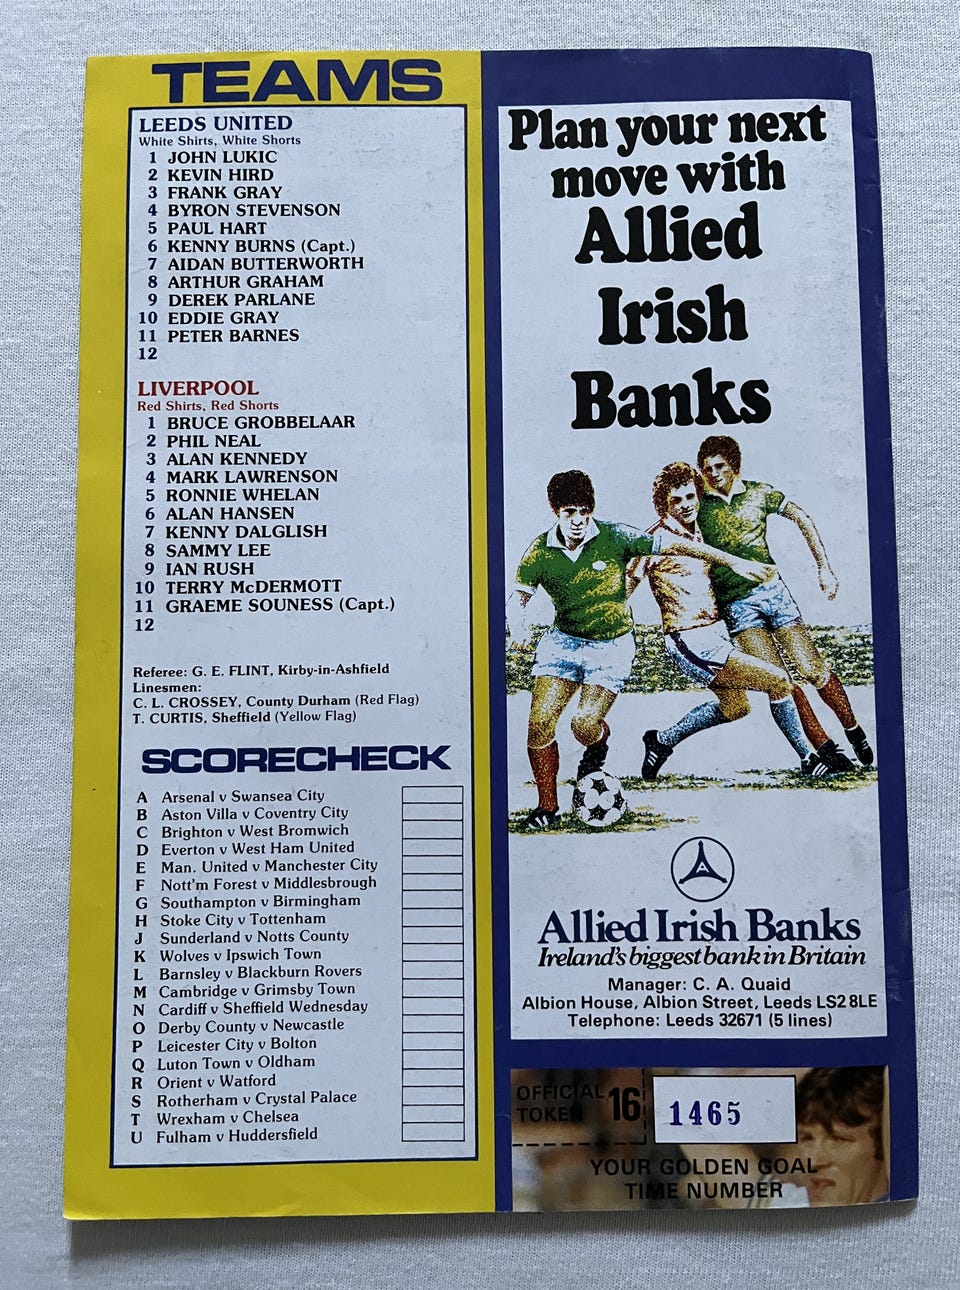 TEAMS
LEEDS UNITED
White Shirts, White Shorts
1 JOHN LUKIC
2 KEVIN HIRD
3 FRANK GRAY
4 BYRON STEVENSON
5 PAUL HART
6 KENNY BURNS (Capt.)
7 AIDAN BUTTERWORTH
8 ARTHUR GRAHAM
9 DEREK PARLANE
10 EDDIE GRAY
11 PETER BARNES
12
LIVERPOOL
Red Shirts, Red Shorts
1 BRUCE GROBBELAAR
2 PHIL NEAL
3 ALAN KENNEDY
4 MARK LAWRENSON
5 RONNIE WHELAN
6 ALAN HANSEN
7 KENNY DALGLISH
8 SAMMY LEE
9 IAN RUSH
10 TERRY McDERMOTT
11 GRAEME SOUNESS (Capt.)
12
Referee: G. E. FLINT, Kirby-in-Ashfield
Linesmen:
C. L. CROSSEY, County Durham (Red Flag)
T. CURTIS, Sheffield (Yellow Flag)
SCORECHECK
A Arsenal v Swansea City
B Aston Villa v Coventry City
C Brighton v West Bromwich
D Everton v West Ham United
E Man. United v Manchester City
F Nott'm Forest v Middlesbrough
G Southampton v Birmingham
H Stoke City v Tottenham
J Sunderland v Notts County
K Wolves v Ipswich Town
L Barnsley v Blackburn Rovers
M Cambridge v Grimsby Town
N Cardiff v Sheffield Wednesday
O Derby County v Newcastle
P Leicester City v Bolton
Q Luton Town v Oldham
R Orient v Watford
S Rotherham v Crystal Palace
T Wrexham v Chelsea
U Fulham v Huddersfield
Plan your next
move with
Allied
Irish
Banks
A
Allied Irish Banks
Ireland's biggest bank in Britain
Manager: C. A. Quaid
Albion House, Albion Street, Leeds LS2 8LE
Telephone: Leeds 32671 (5 lines)
OFFICIAL
TOKEN 16
1465
YOUR GOLDEN GOAL
TIME NUMBER